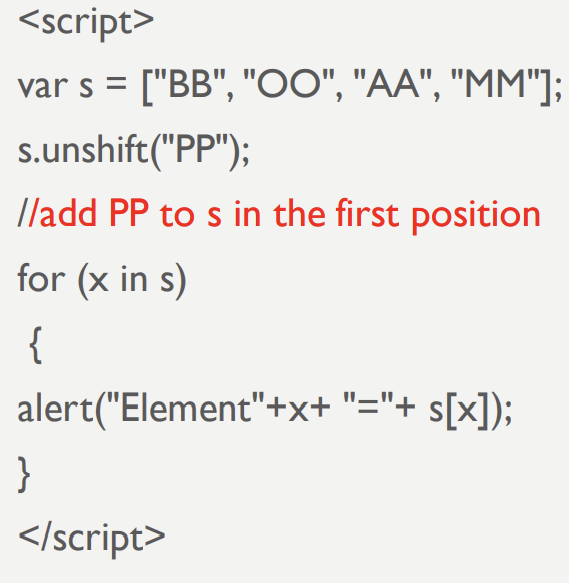 <script>
var s = ["BB", "OO", "AA", "MM"];
s.unshift("PP");
//add PP to s in the first position
for (x in s)
{
alert("Element"+x+ "="+ s[x]);
}
</script>